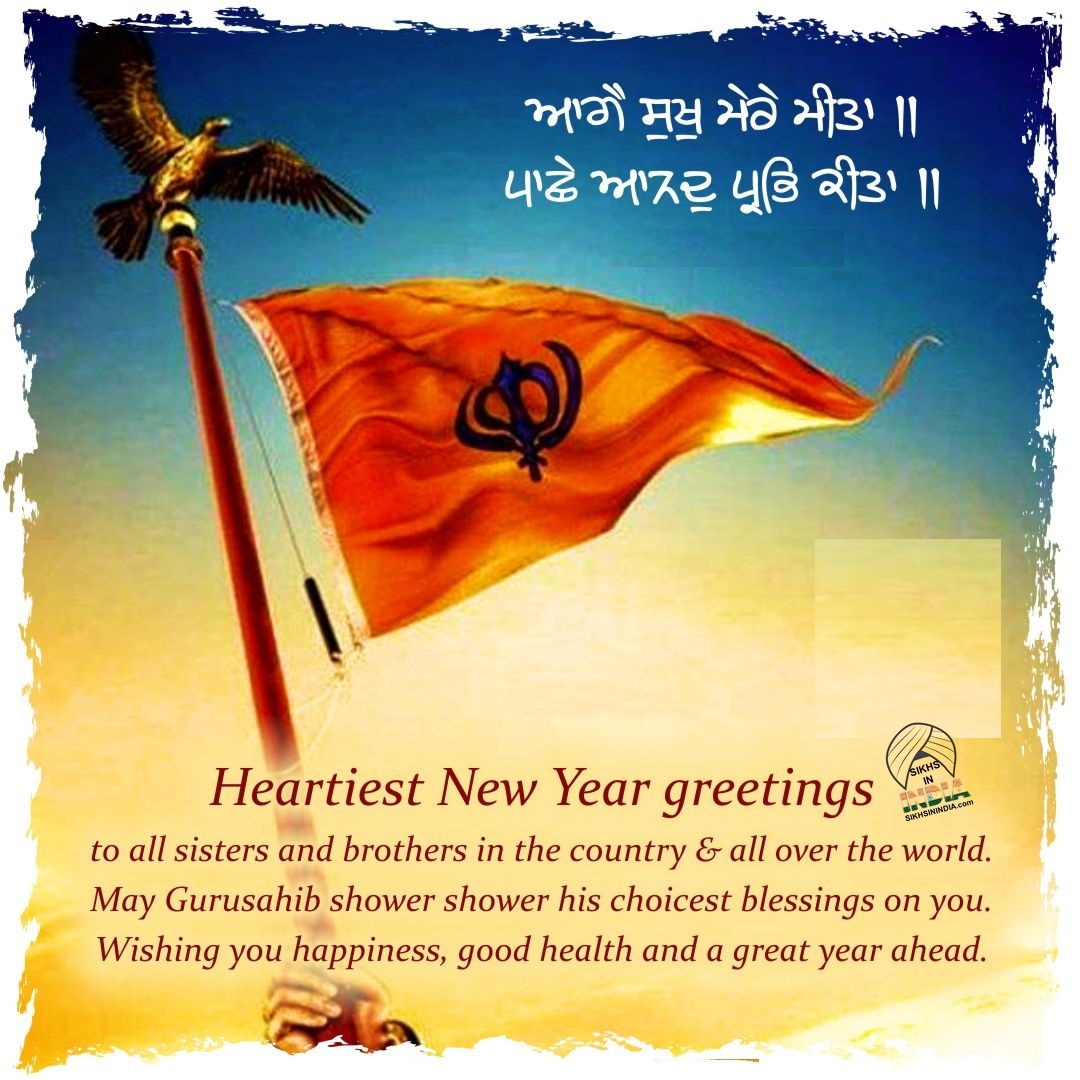 ਆਗੈ ਸੁਖੁ ਮੇਰੇ ਮੀਤਾ ॥
ਪਾਛੇ ਆਨਦੁ ਪ੍ਰਭਿ ਕੀਤਾ ॥
Heartiest New Year greetings
SIKHS
IN
INDIA
SIKHSININDIA.com
to all sisters and brothers in the country & all over the world.
May Gurusahib shower shower his choicest blessings on you.
Wishing you happiness, good health and a great year ahead.